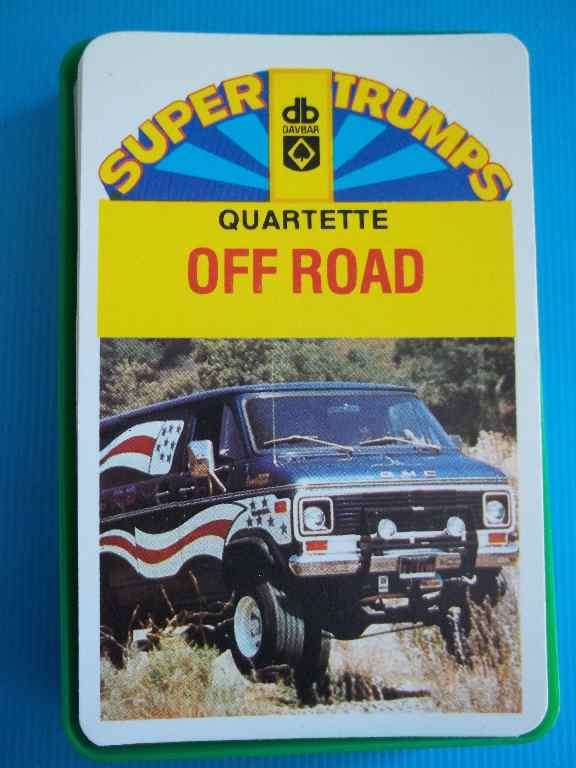 SUPER TRUMPS
db
DAVBAR
QUARTETTE
OFF ROAD
GMC